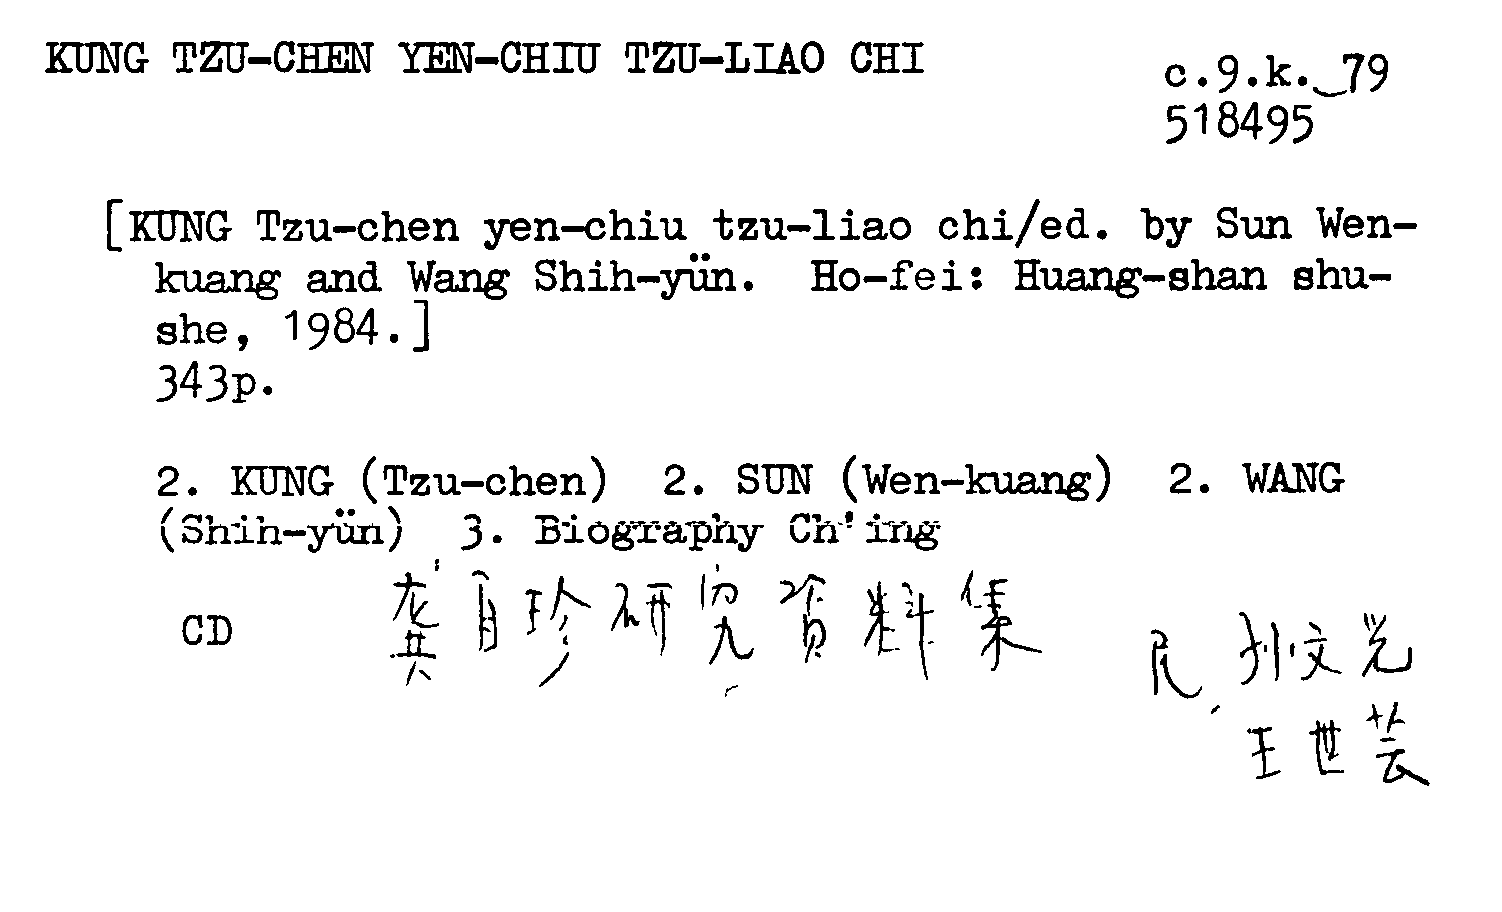 KUNG TZU-CHEN YEN-CHIU TZU-LIAO CHI
c.9.k. 79
518495
[KUNG Tzu-chen yen-chiu tzu-liao chi/ed. by Sun Wen-
kuang and Wang Shih-yün. Ho-fei: Huang-shan shu-
she, 1984.]
343p.
2. KUNG (Tzu-chen) 2. SUN (Wen-kuang) 2. WANG
(Shih-yün) 3. Biography Ch'ing
CD
龚自珍研究資料集
民 孙文光
王世芸